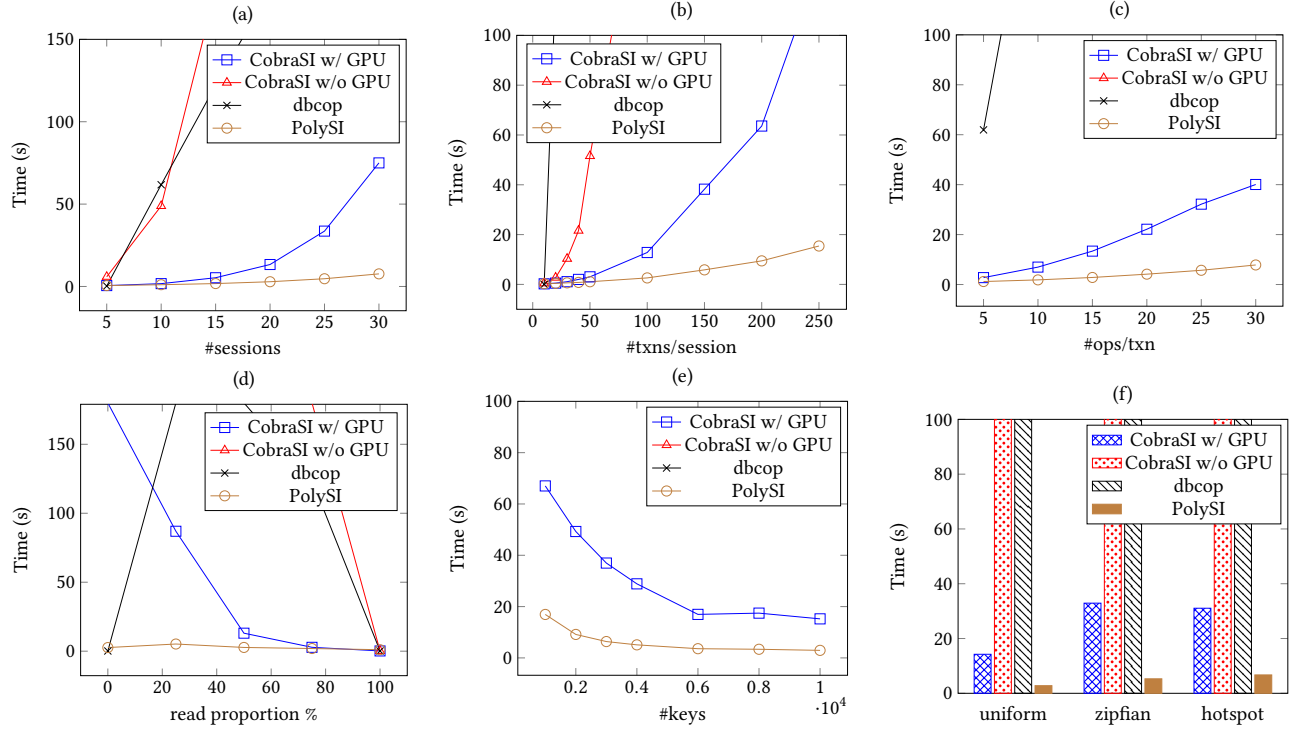 (a)
150
100
50
0
Time (s)
CobraSI w/ GPU
CobraSI w/o GPU
dbcop
PolySI
5 10 15 20 25 30
#sessions
(b)
100
80
60
40
20
0
Time (s)
CobraSI w/ GPU
CobraSI w/o GPU
dbcop
PolySI
0 50 100 150 200 250
#txns/session
(c)
100
80
60
40
20
0
Time (s)
CobraSI w/ GPU
CobraSI w/o GPU
dbcop
PolySI
5 10 15 20 25 30
#ops/txn
(d)
150
100
50
0
Time (s)
CobraSI w/ GPU
CobraSI w/o GPU
dbcop
PolySI
0 20 40 60 80 100
read proportion %
(e)
100
80
60
40
20
0
Time (s)
CobraSI w/ GPU
CobraSI w/o GPU
dbcop
PolySI
0.2 0.4 0.6 0.8 1
·10⁴
#keys
(f)
100
80
60
40
20
0
Time (s)
CobraSI w/ GPU
CobraSI w/o GPU
dbcop
PolySI
uniform zipfian hotspot